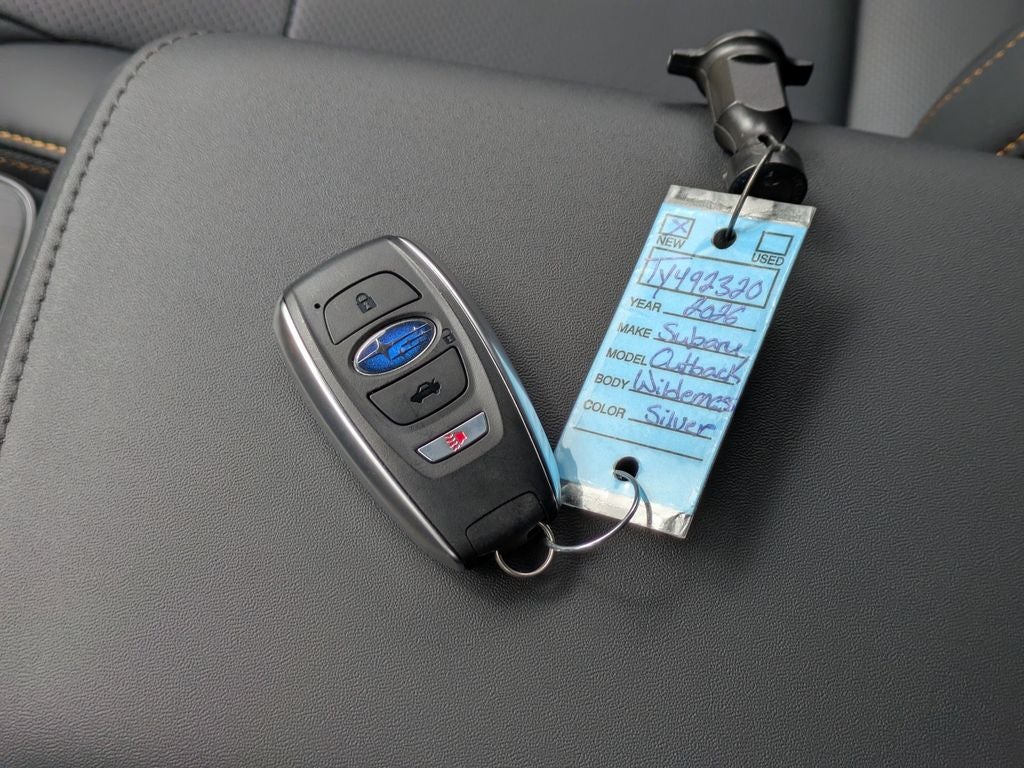 NEW
USED
TY492320
YEAR 2026
MAKE Subaru
MODEL Outback
BODY Wilderness
COLOR Silver